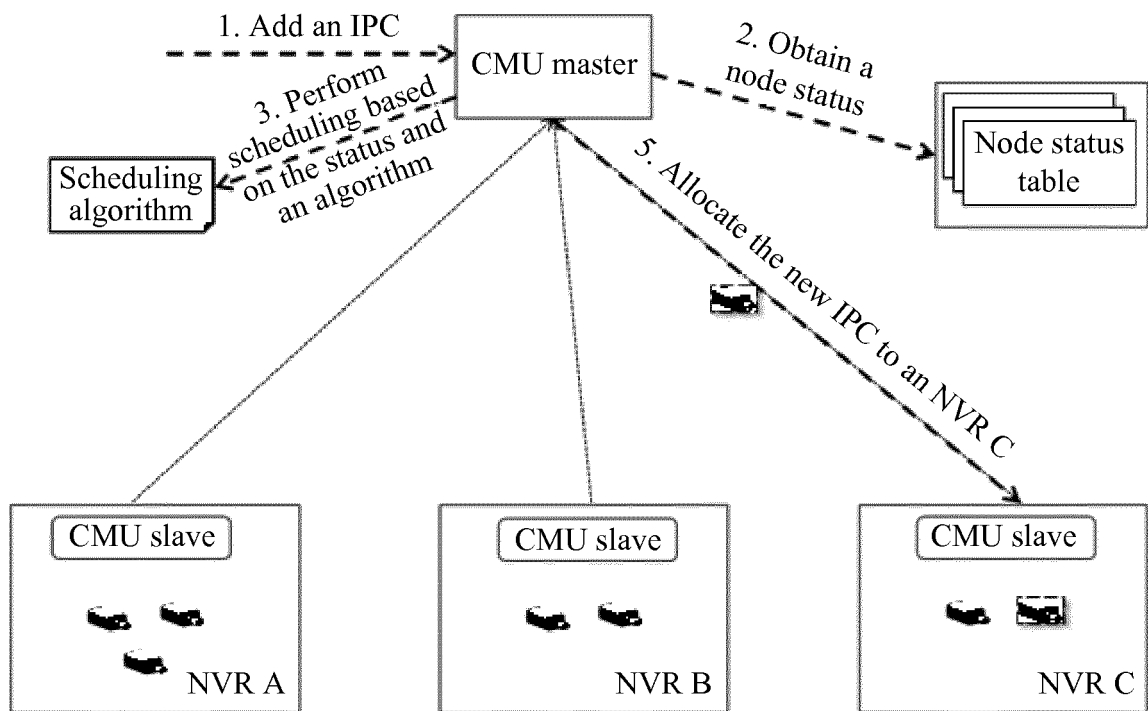 1. Add an IPC
CMU master
2. Obtain a
node status
3. Perform
scheduling based
on the status and
an algorithm
Scheduling
algorithm
Node status
table
5. Allocate the new IPC to an NVR C
CMU slave
NVR A
CMU slave
NVR B
CMU slave
NVR C